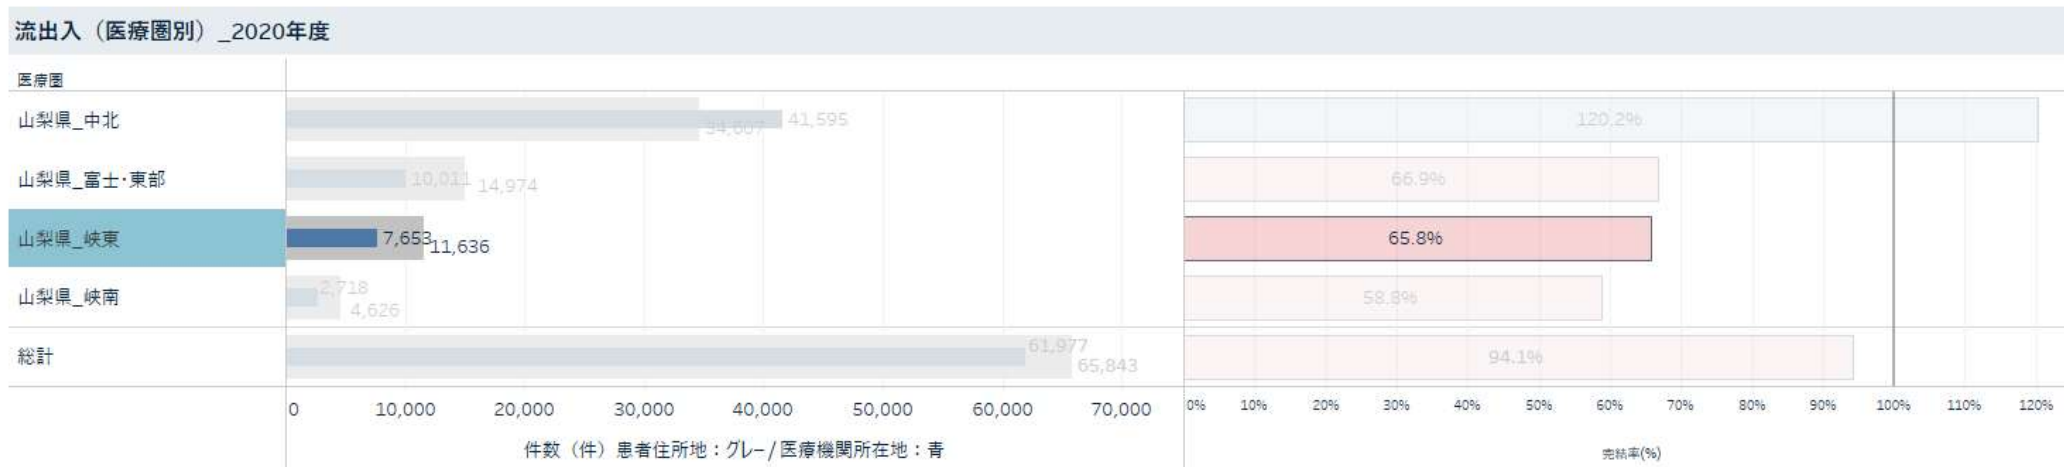 流出入（医療圏別）_2020年度
医療圏
山梨県_中北
34,607
41,595
120.2%
山梨県_富士・東部
10,011
14,974
66.9%
山梨県_峡東
7,653
11,636
65.8%
山梨県_峡南
2,718
4,626
58.8%
総計
61,977
65,843
94.1%
0 10,000 20,000 30,000 40,000 50,000 60,000 70,000
0% 10% 20% 30% 40% 50% 60% 70% 80% 90% 100% 110% 120%
件数（件）患者住所地：グレー/医療機関所在地：青
完結率(%)